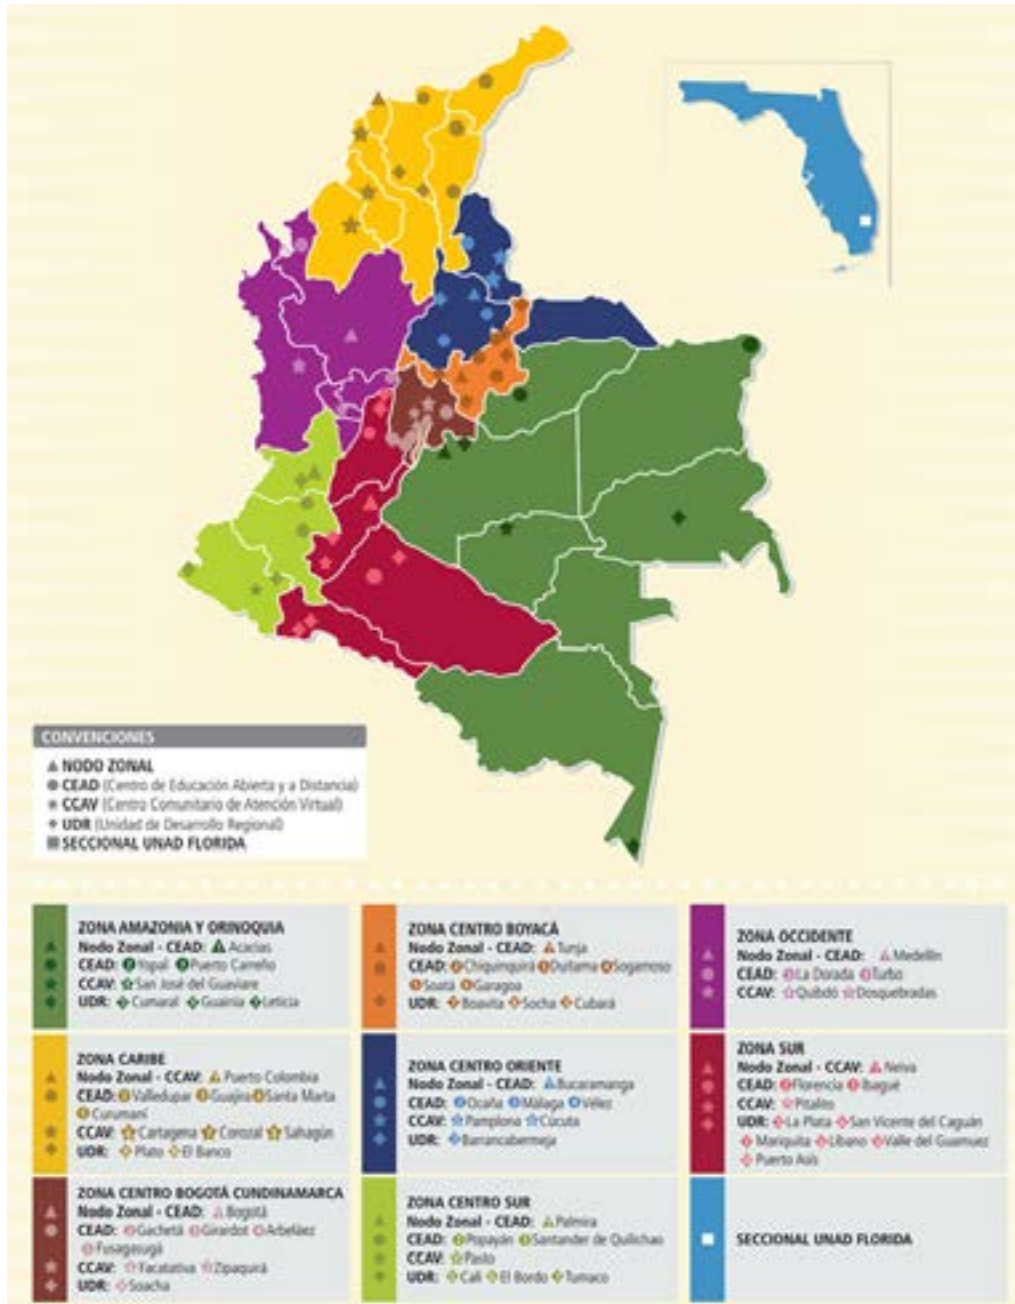 CONVENCIONES
NODO ZONAL
CEAD (Centro de Educación Abierta y a Distancia)
CCAV (Centro Comunitario de Atención Virtual)
UDR (Unidad de Desarrollo Regional)
SECCIONAL UNAD FLORIDA
ZONA AMAZONIA Y ORINOQUIA
Nodo Zonal - CEAD: Acacias
CEAD: Yopal Puerto Carreño
CCAV: San José del Guaviare
UDR: Cumaral Guainía Leticia
ZONA CENTRO BOYACÁ
Nodo Zonal - CEAD: Tunja
CEAD: Chiquinquirá Duitama Sogamoso
Soatá Garagoa
UDR: Boavita Socha Cubará
ZONA OCCIDENTE
Nodo Zonal - CEAD: Medellín
CEAD: La Dorada Turbo
CCAV: Quibdó Dosquebradas
ZONA CARIBE
Nodo Zonal - CCAV: Puerto Colombia
CEAD: Valledupar Guajira Santa Marta
Curumaní
CCAV: Cartagena Corozal Sahagún
UDR: Plato El Banco
ZONA CENTRO ORIENTE
Nodo Zonal - CEAD: Bucaramanga
CEAD: Ocaña Málaga Vélez
CCAV: Pamplona Cúcuta
UDR: Barrancabermeja
ZONA SUR
Nodo Zonal - CCAV: Neiva
CEAD: Florencia Ibagué
CCAV: Pitalito
UDR: La Plata San Vicente del Caguán
Mariquita Líbano Valle del Guamuez
Puerto Asís
ZONA CENTRO BOGOTÁ CUNDINAMARCA
Nodo Zonal - CEAD: Bogotá
CEAD: Gachetá Girardot Arbeláez
Fusagasugá
CCAV: Facatativa Zipaquirá
UDR: Soacha
ZONA CENTRO SUR
Nodo Zonal - CEAD: Palmira
CEAD: Popayán Santander de Quilichao
CCAV: Pasto
UDR: Cali El Bordo Tumaco
SECCIONAL UNAD FLORIDA